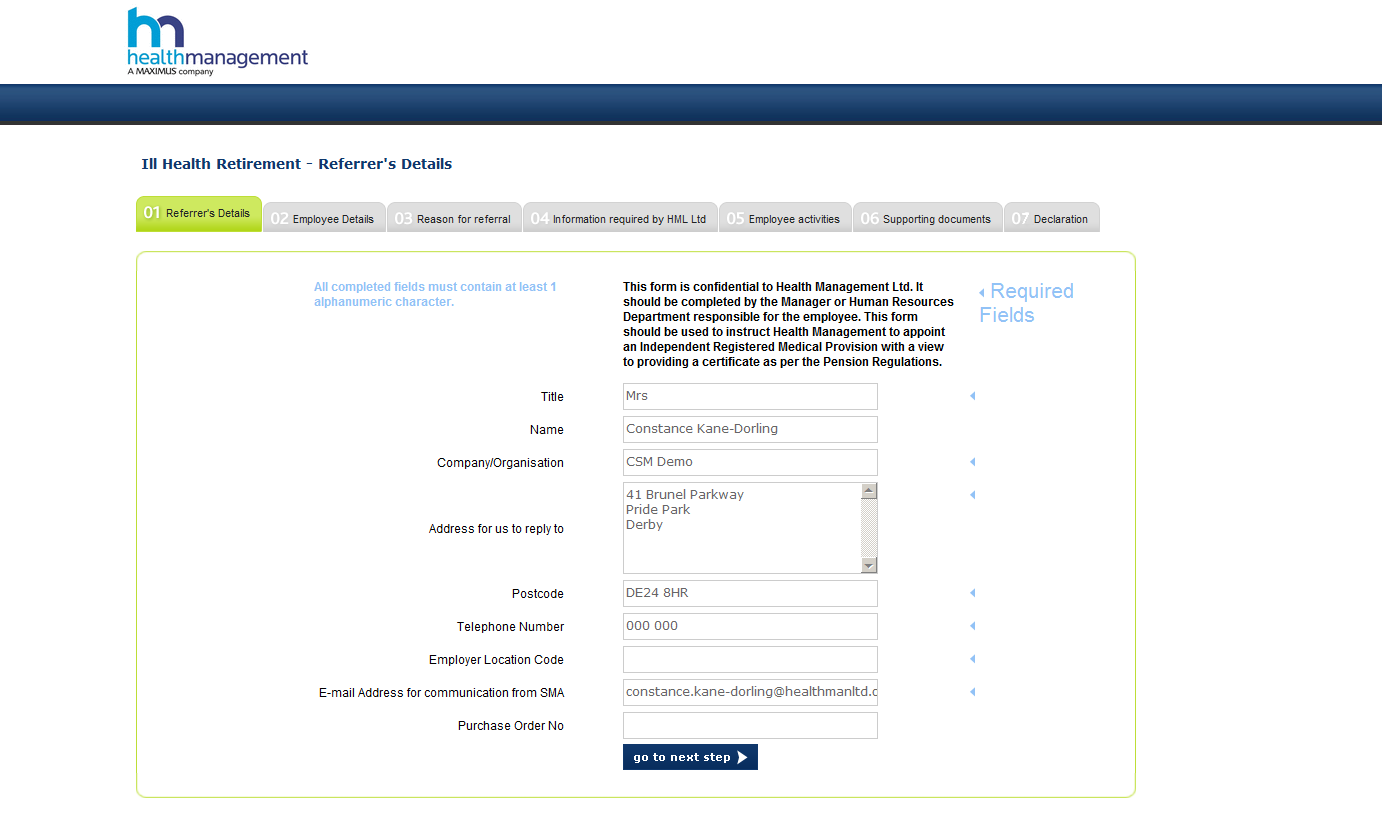 hm
healthmanagement
A MAXIMUS company
Ill Health Retirement - Referrer's Details
01 Referrer's Details
02 Employee Details
03 Reason for referral
04 Information required by HML Ltd
05 Employee activities
06 Supporting documents
07 Declaration
All completed fields must contain at least 1
alphanumeric character.
This form is confidential to Health Management Ltd. It
should be completed by the Manager or Human Resources
Department responsible for the employee. This form
should be used to instruct Health Management to appoint
an Independent Registered Medical Provision with a view
to providing a certificate as per the Pension Regulations.
Required
Fields
Title
Mrs
Name
Constance Kane-Dorling
Company/Organisation
CSM Demo
Address for us to reply to
41 Brunel Parkway
Pride Park
Derby
Postcode
DE24 8HR
Telephone Number
000 000
Employer Location Code
E-mail Address for communication from SMA
constance.kane-dorling@healthmanltd.c
Purchase Order No
go to next step